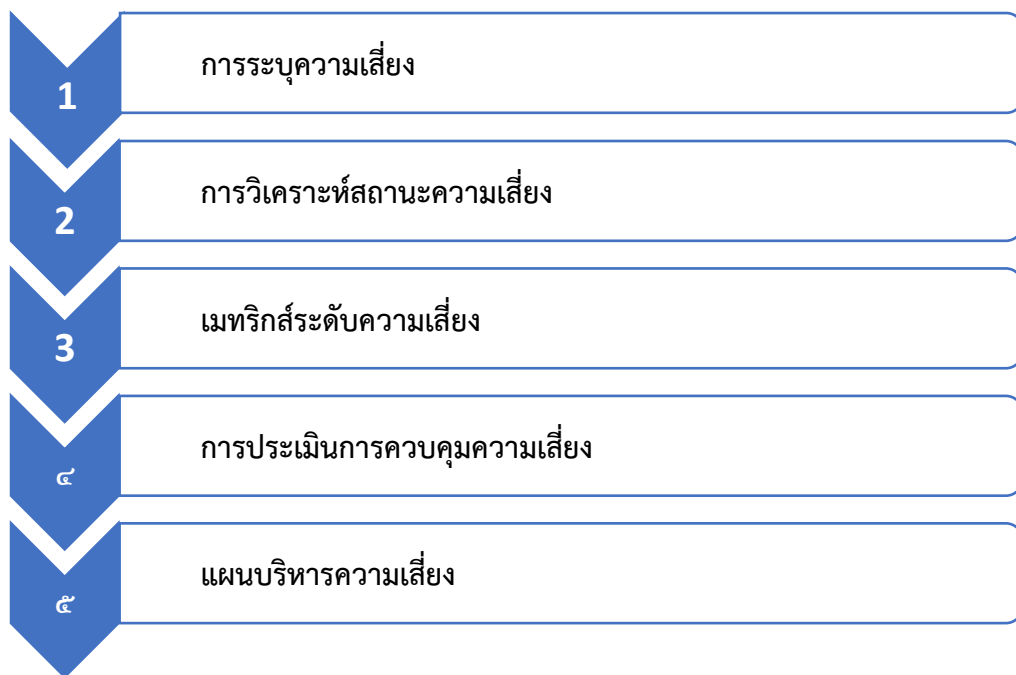 1
การระบุความเสี่ยง
2
การวิเคราะห์สถานะความเสี่ยง
3
เมทริกส์ระดับความเสี่ยง
๔
การประเมินการควบคุมความเสี่ยง
๕
แผนบริหารความเสี่ยง